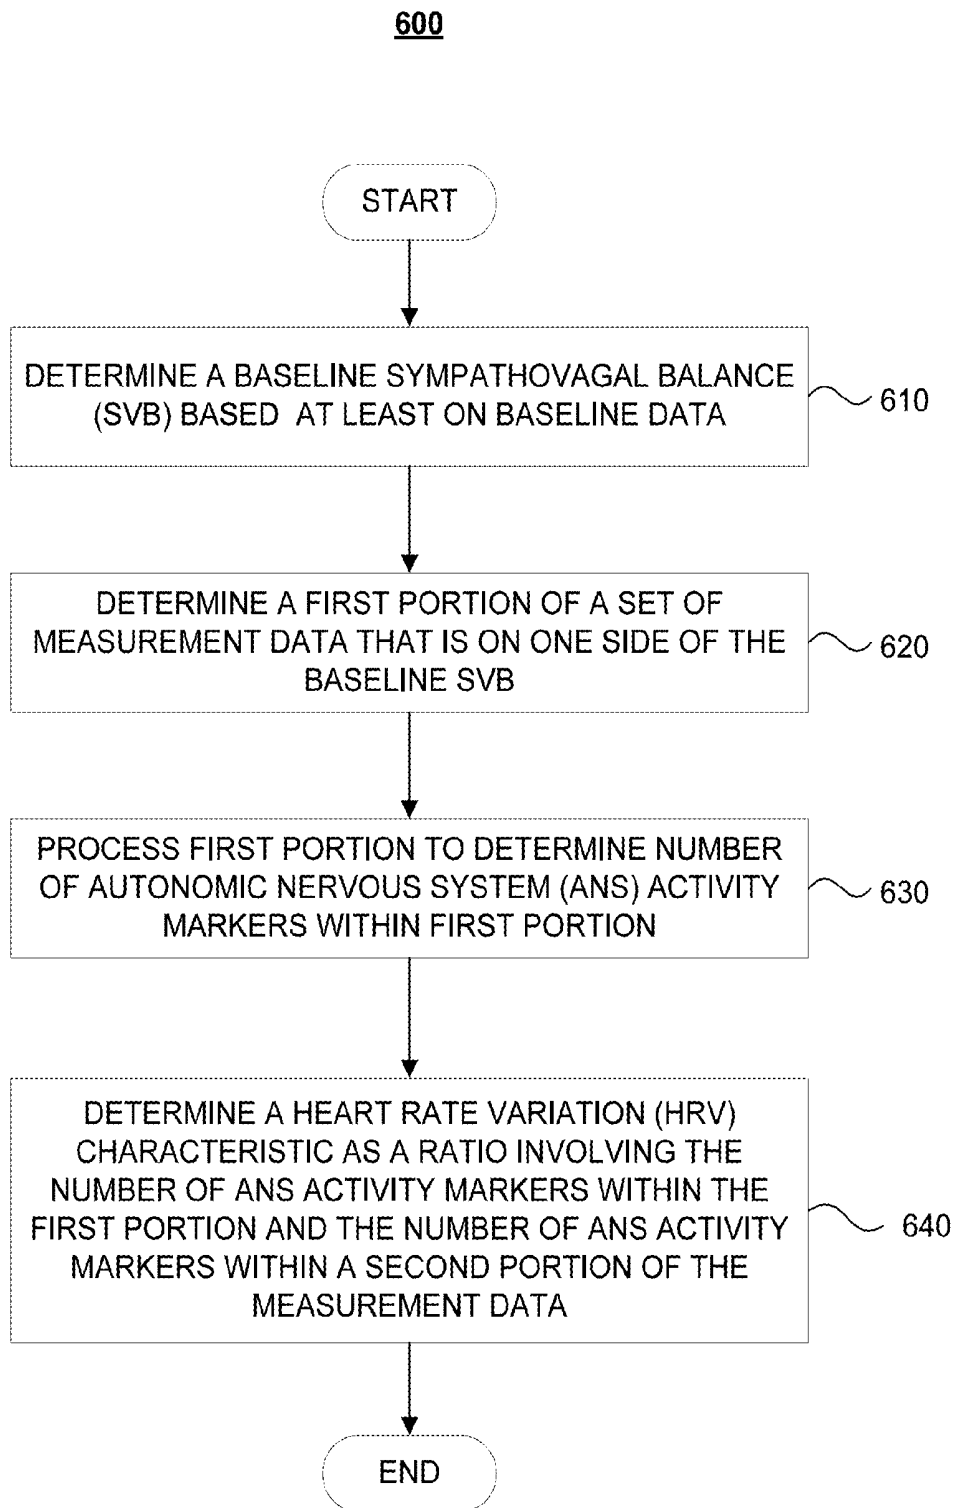 600
START
DETERMINE A BASELINE SYMPATHOVAGAL BALANCE
(SVB) BASED AT LEAST ON BASELINE DATA
610
DETERMINE A FIRST PORTION OF A SET OF
MEASUREMENT DATA THAT IS ON ONE SIDE OF THE
BASELINE SVB
620
PROCESS FIRST PORTION TO DETERMINE NUMBER
OF AUTONOMIC NERVOUS SYSTEM (ANS) ACTIVITY
MARKERS WITHIN FIRST PORTION
630
DETERMINE A HEART RATE VARIATION (HRV)
CHARACTERISTIC AS A RATIO INVOLVING THE
NUMBER OF ANS ACTIVITY MARKERS WITHIN THE
FIRST PORTION AND THE NUMBER OF ANS ACTIVITY
MARKERS WITHIN A SECOND PORTION OF THE
MEASUREMENT DATA
640
END